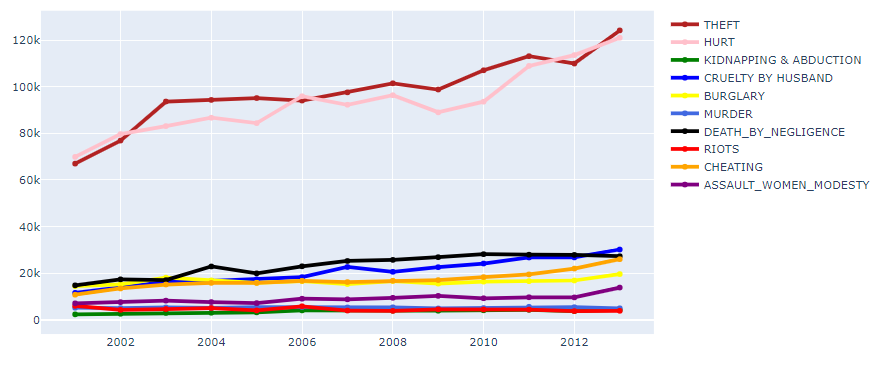 120k
100k
80k
60k
40k
20k
0
2002 2004 2006 2008 2010 2012
THEFT
HURT
KIDNAPPING & ABDUCTION
CRUELTY BY HUSBAND
BURGLARY
MURDER
DEATH_BY_NEGLIGENCE
RIOTS
CHEATING
ASSAULT_WOMEN_MODESTY